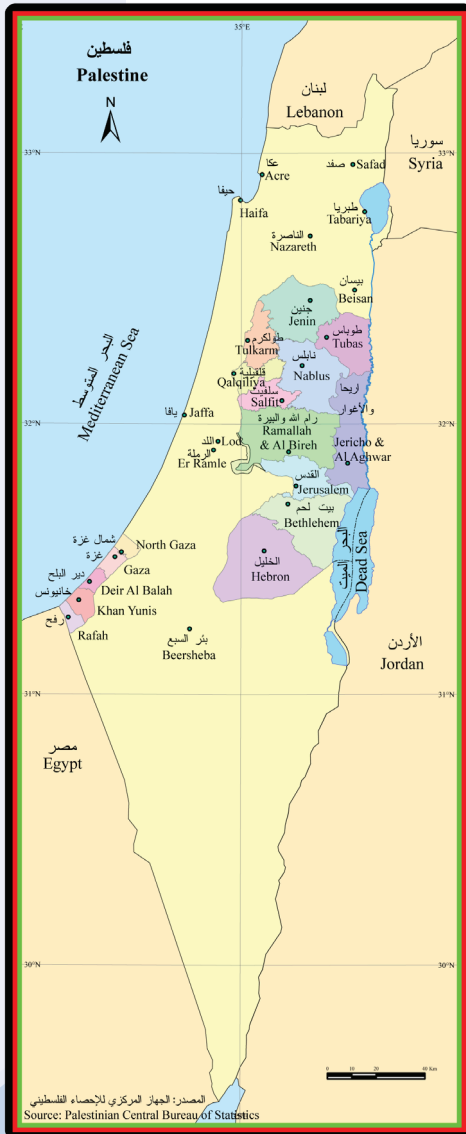 فلسطين
Palestine
N
35°E
لبنان
Lebanon
سوريا
Syria
33°N
33°N
عكا
Acre
صفد
Safad
حيفا
Haifa
طبريا
Tabariya
الناصرة
Nazareth
بيسان
Beisan
جنين
Jenin
طوباس
Tubas
طولكرم
Tulkarm
نابلس
Nablus
قلقيلية
Qalqiliya
سلفيت
Salfit
اريحا
والأغوار
Jericho &
Al Aghwar
البحر المتوسط
Mediterranean Sea
يافا
Jaffa
32°N
32°N
رام الله والبيرة
Ramallah
& Al Bireh
اللد
Lod
الرملة
Er Ramle
القدس
Jerusalem
بيت لحم
Bethlehem
البحر الميت
Dead Sea
الخليل
Hebron
شمال غزة
North Gaza
غزة
Gaza
دير البلح
Deir Al Balah
خانيونس
Khan Yunis
رفح
Rafah
بئر السبع
Beersheba
الأردن
Jordan
31°N
31°N
مصر
Egypt
30°N
30°N
0 10 20 40 Km
المصدر: الجهاز المركزي للإحصاء الفلسطيني
Source: Palestinian Central Bureau of Statistics